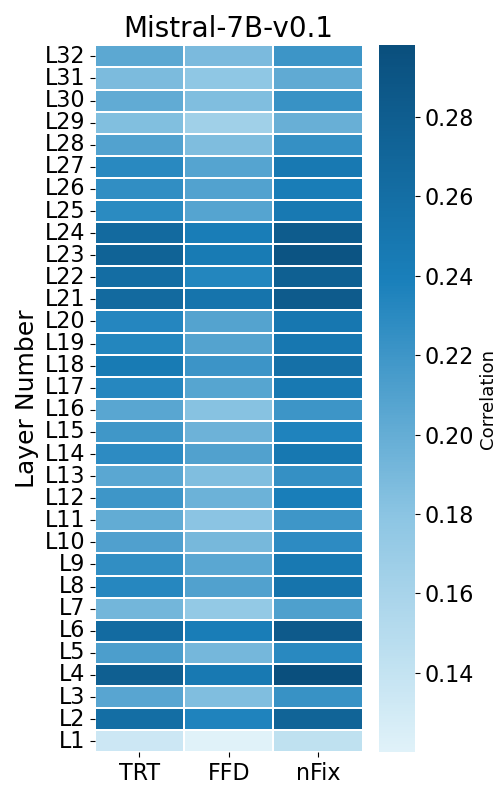 Mistral-7B-v0.1
Layer Number
L32
L31
L30
L29
L28
L27
L26
L25
L24
L23
L22
L21
L20
L19
L18
L17
L16
L15
L14
L13
L12
L11
L10
L9
L8
L7
L6
L5
L4
L3
L2
L1
TRT FFD nFix
0.28
0.26
0.24
0.22
0.20
0.18
0.16
0.14
Correlation